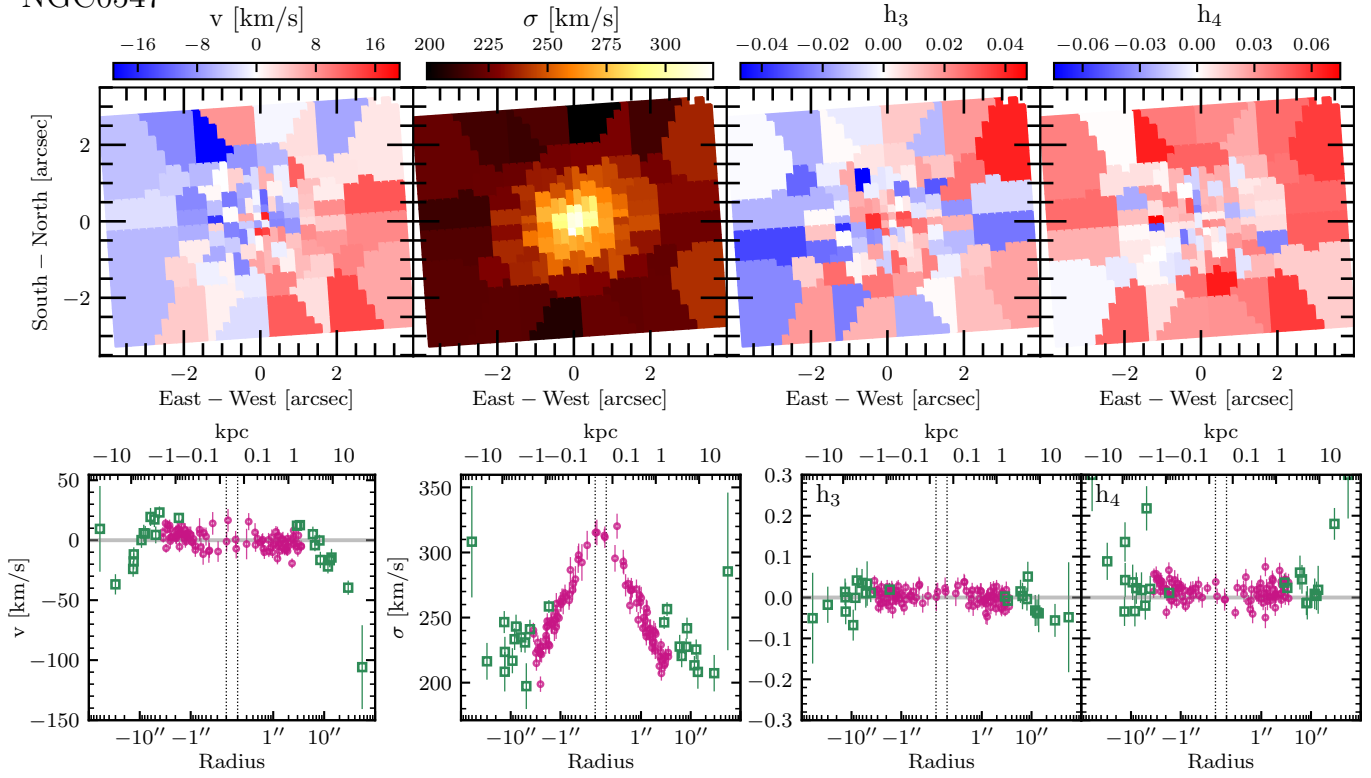 v [km/s]
σ [km/s]
h₃
h₄
−16 −8 0 8 16
200 225 250 275 300
−0.04 −0.02 0.00 0.02 0.04
−0.06 −0.03 0.00 0.03 0.06
South − North [arcsec]
2
0
−2
−2 0 2
−2 0 2
−2 0 2
−2 0 2
East − West [arcsec]
East − West [arcsec]
East − West [arcsec]
East − West [arcsec]
kpc
kpc
kpc
kpc
−10 −1 −0.1 0.1 1 10
−10 −1 −0.1 0.1 1 10
−10 −1 −0.1 0.1 1 10
−10 −1 −0.1 0.1 1 10
v [km/s]
50
0
−50
−100
−150
σ [km/s]
350
300
250
200
h₃
0.3
0.2
0.1
0.0
−0.1
−0.2
−0.3
h₄
−10″ −1″ 1″ 10″
−10″ −1″ 1″ 10″
−10″ −1″ 1″ 10″
−10″ −1″ 1″ 10″
Radius
Radius
Radius
Radius